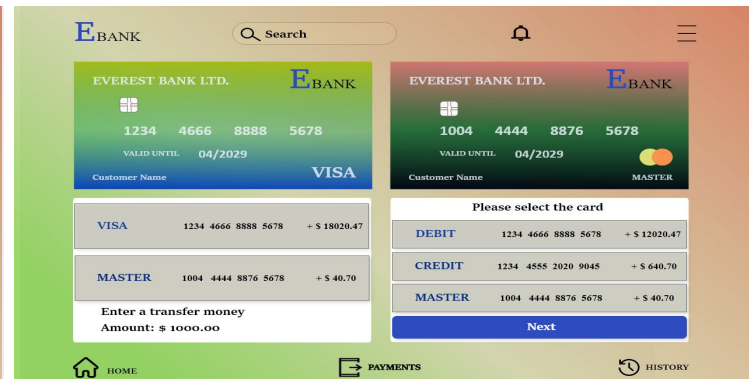 EBANK
Search
EVEREST BANK LTD. EBANK
1234 4666 8888 5678
VALID UNTIL 04/2029
Customer Name VISA
EVEREST BANK LTD. EBANK
1004 4444 8876 5678
VALID UNTIL 04/2029
Customer Name MASTER
VISA 1234 4666 8888 5678 + $ 18020.47
MASTER 1004 4444 8876 5678 + $ 40.70
Enter a transfer money
Amount: $ 1000.00
Please select the card
DEBIT 1234 4666 8888 5678 + $ 12020.47
CREDIT 1234 4555 2020 9045 + $ 640.70
MASTER 1004 4444 8876 5678 + $ 40.70
Next
HOME PAYMENTS HISTORY